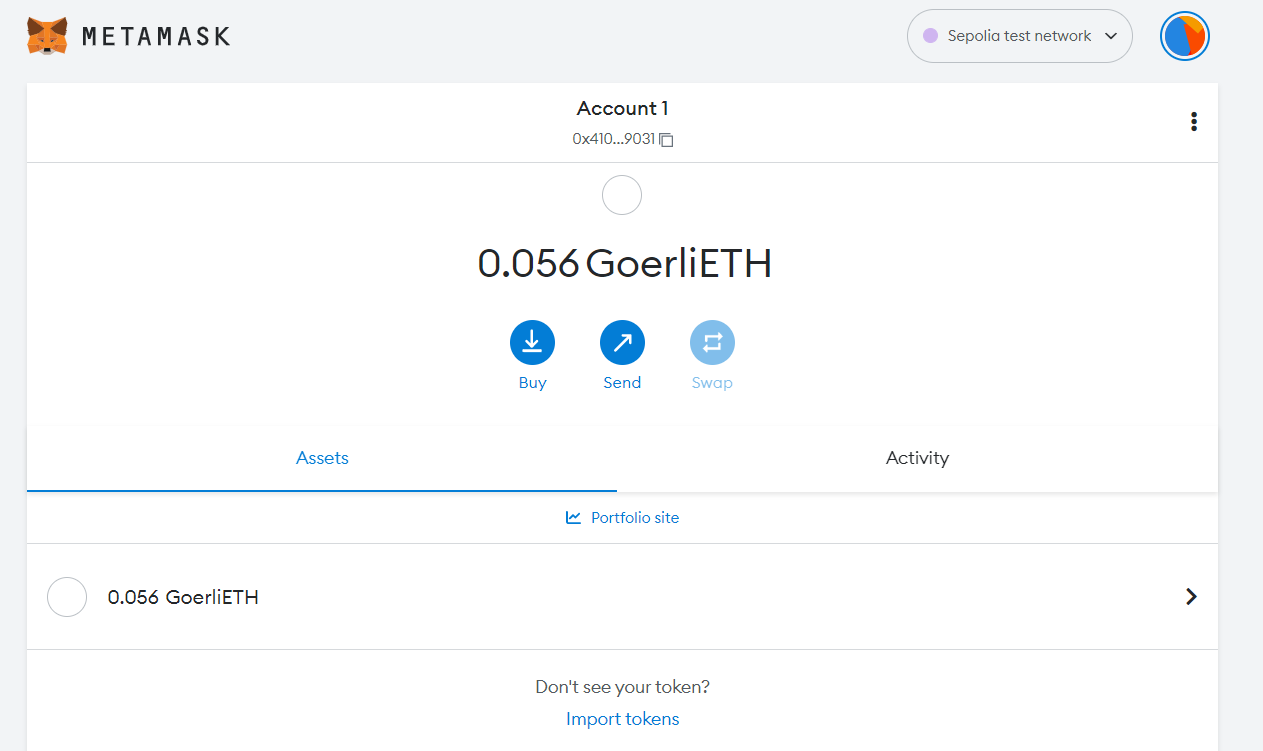 METAMASK
Sepolia test network
Account 1
0x410...9031
0.056 GoerliETH
Buy Send Swap
Assets Activity
Portfolio site
0.056 GoerliETH
Don't see your token?
Import tokens